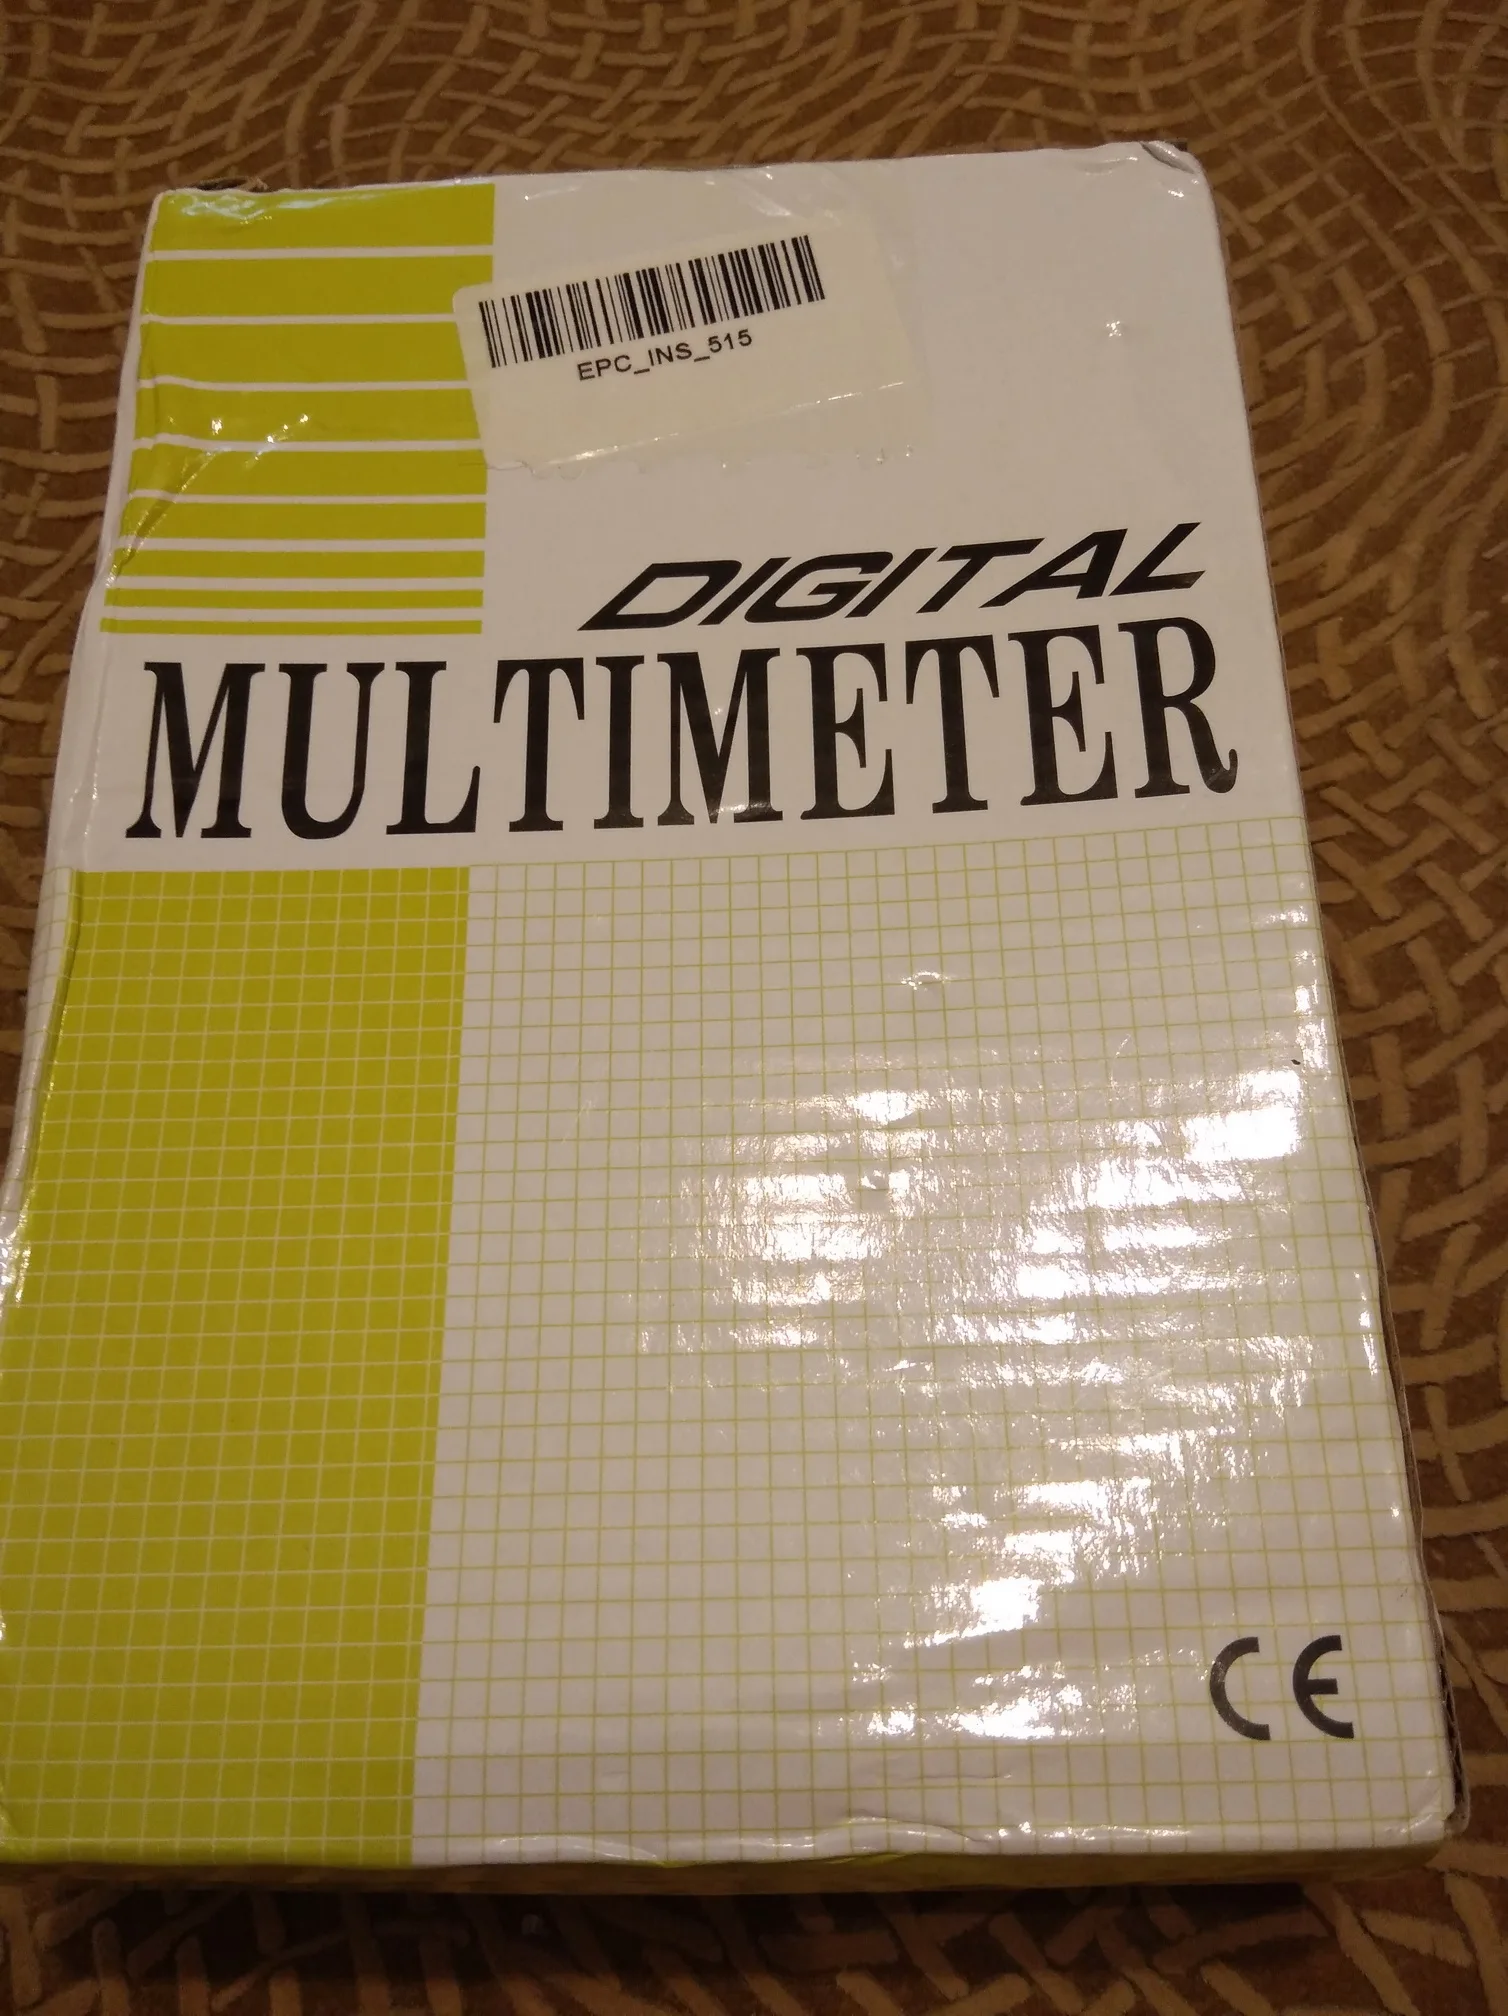 EPC_INS_515
DIGITAL
MULTIMETER
CE